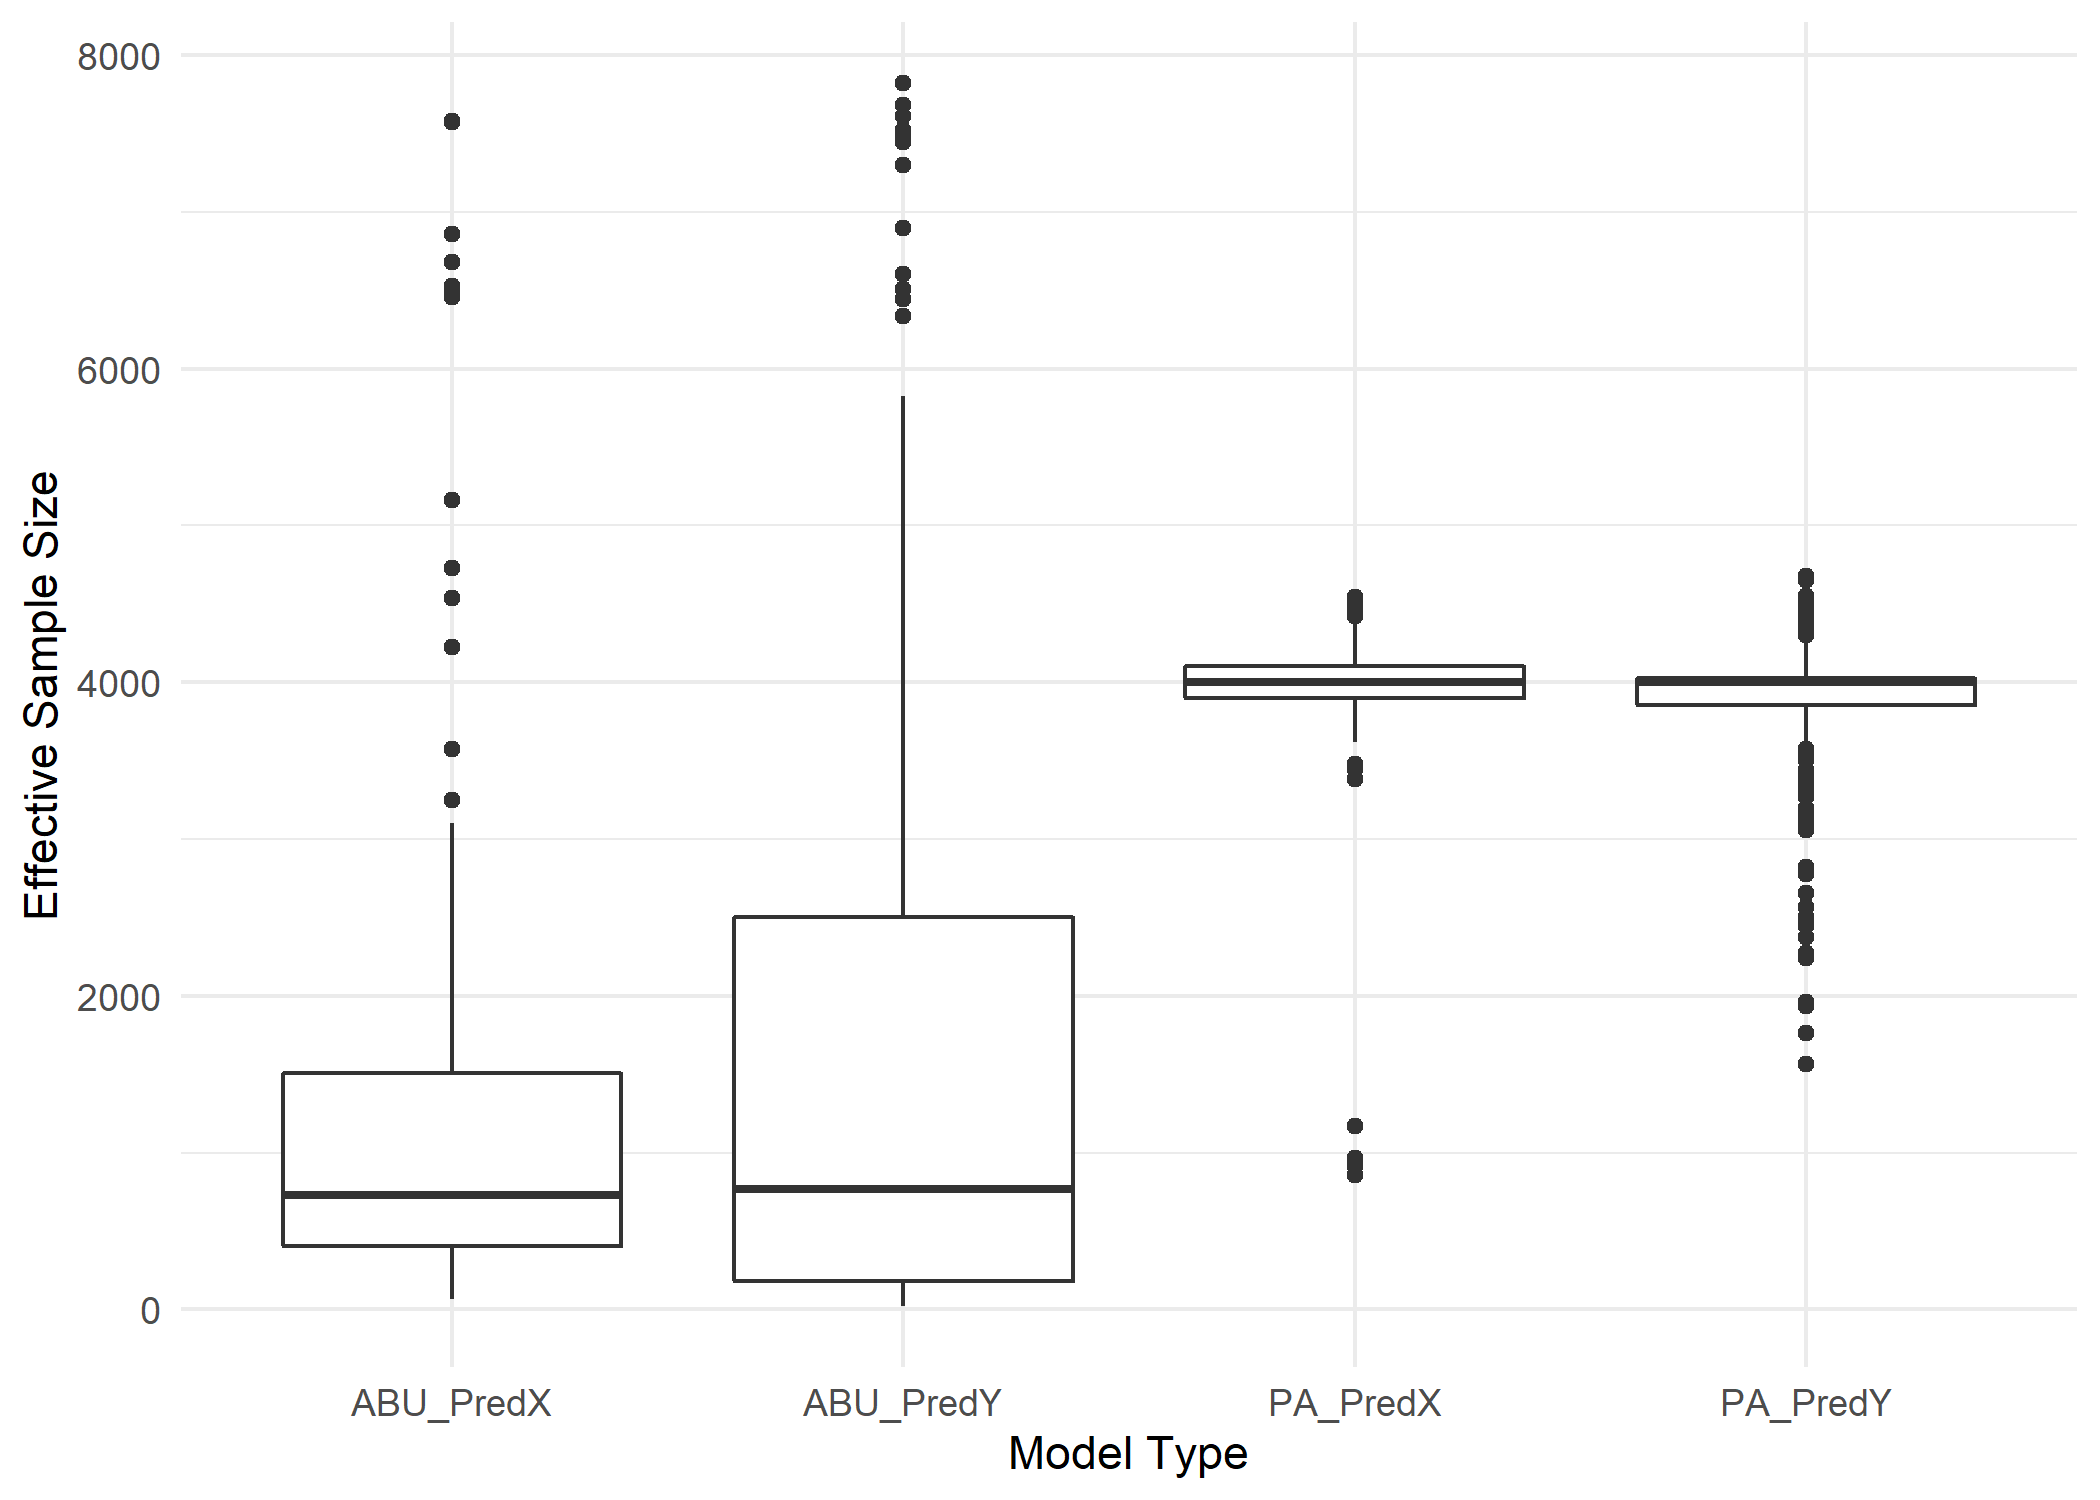 8000
6000
4000
2000
0
Effective Sample Size
ABU_PredX
ABU_PredY
PA_PredX
PA_PredY
Model Type